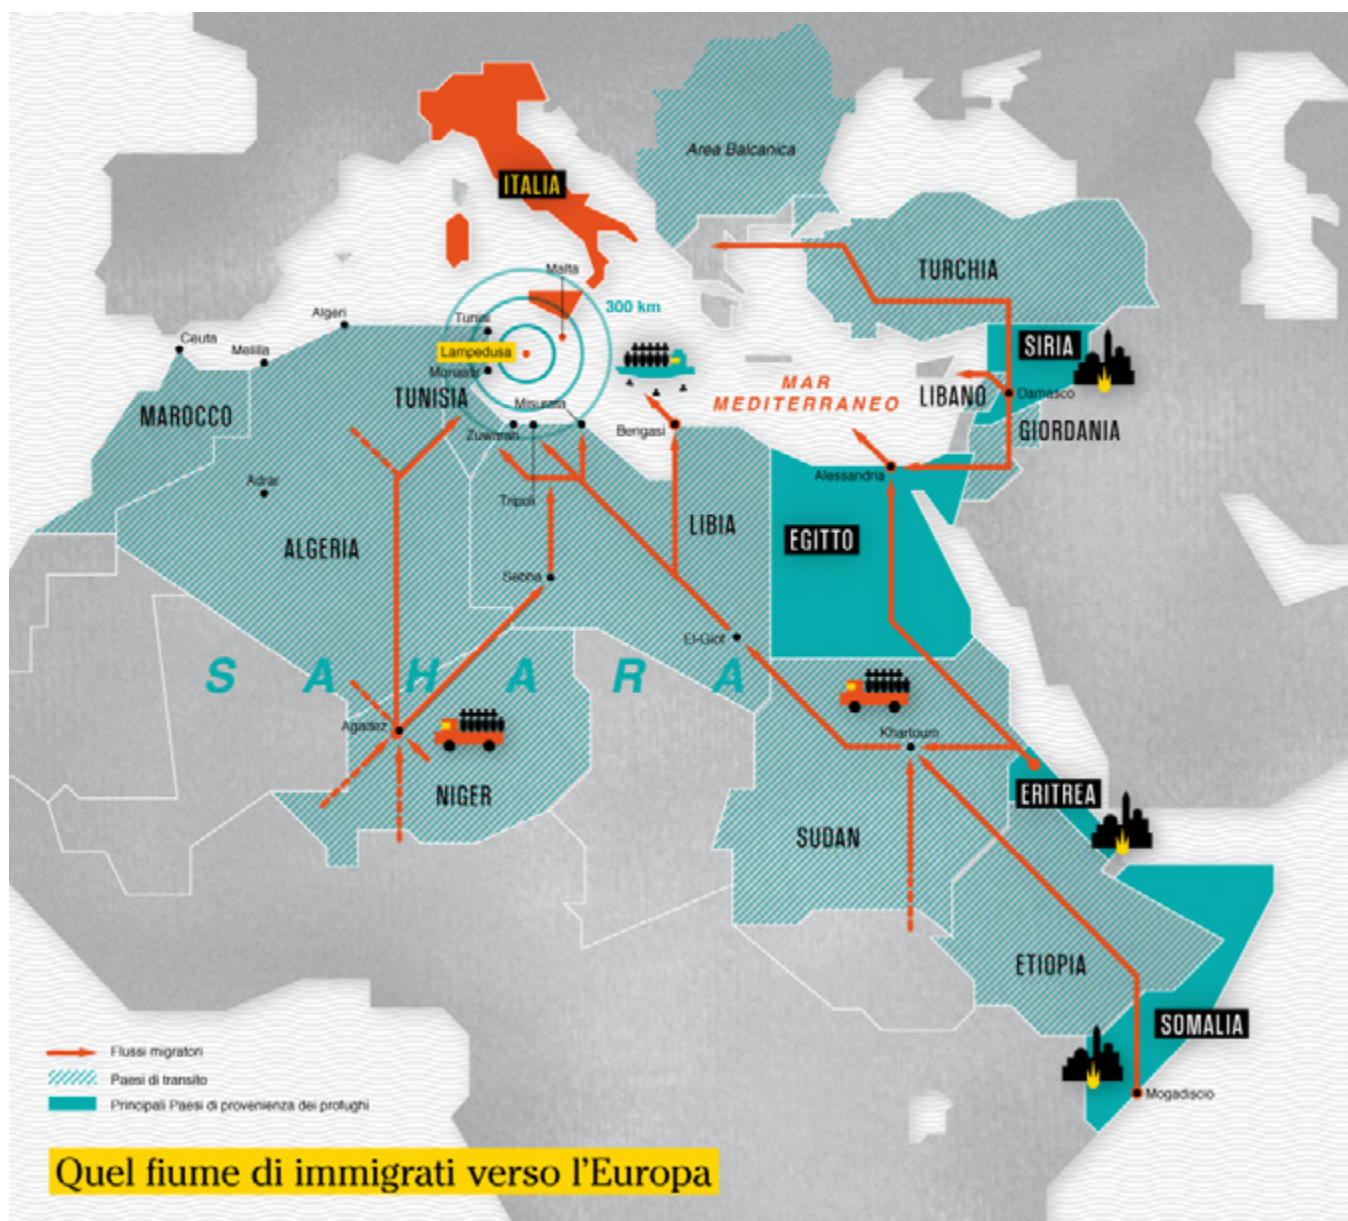 Area Balcanica
ITALIA
TURCHIA
Malta
300 km
Algeri
Tunisi
Ceuta
Melilla
Lampedusa
Monastir
SIRIA
MAR
MEDITERRANEO
LIBANO
Damasco
TUNISIA
MAROCCO
Misurata
Zuwarah
Bengasi
GIORDANIA
Adrar
Tripoli
Alessandria
LIBIA
EGITTO
ALGERIA
Sebha
El-Giof
SAHARA
Agadez
Khartoum
NIGER
ERITREA
SUDAN
ETIOPIA
SOMALIA
Mogadiscio
Flussi migratori
Paesi di transito
Principali Paesi di provenienza dei profughi
Quel fiume di immigrati verso l'Europa